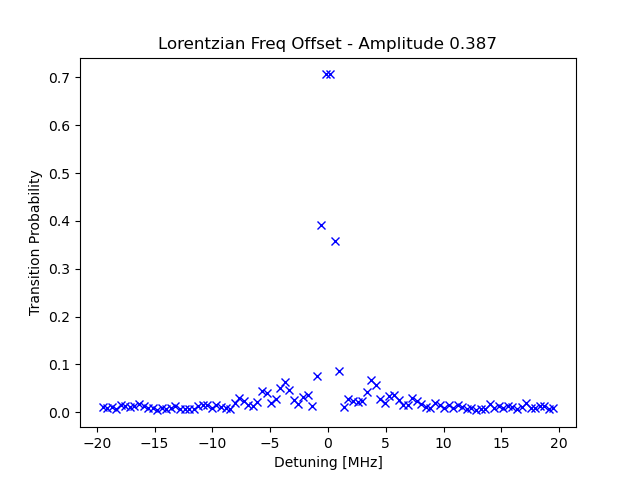 Lorentzian Freq Offset - Amplitude 0.387
Transition Probability
0.7
0.6
0.5
0.4
0.3
0.2
0.1
0.0
−20 −15 −10 −5 0 5 10 15 20
Detuning [MHz]